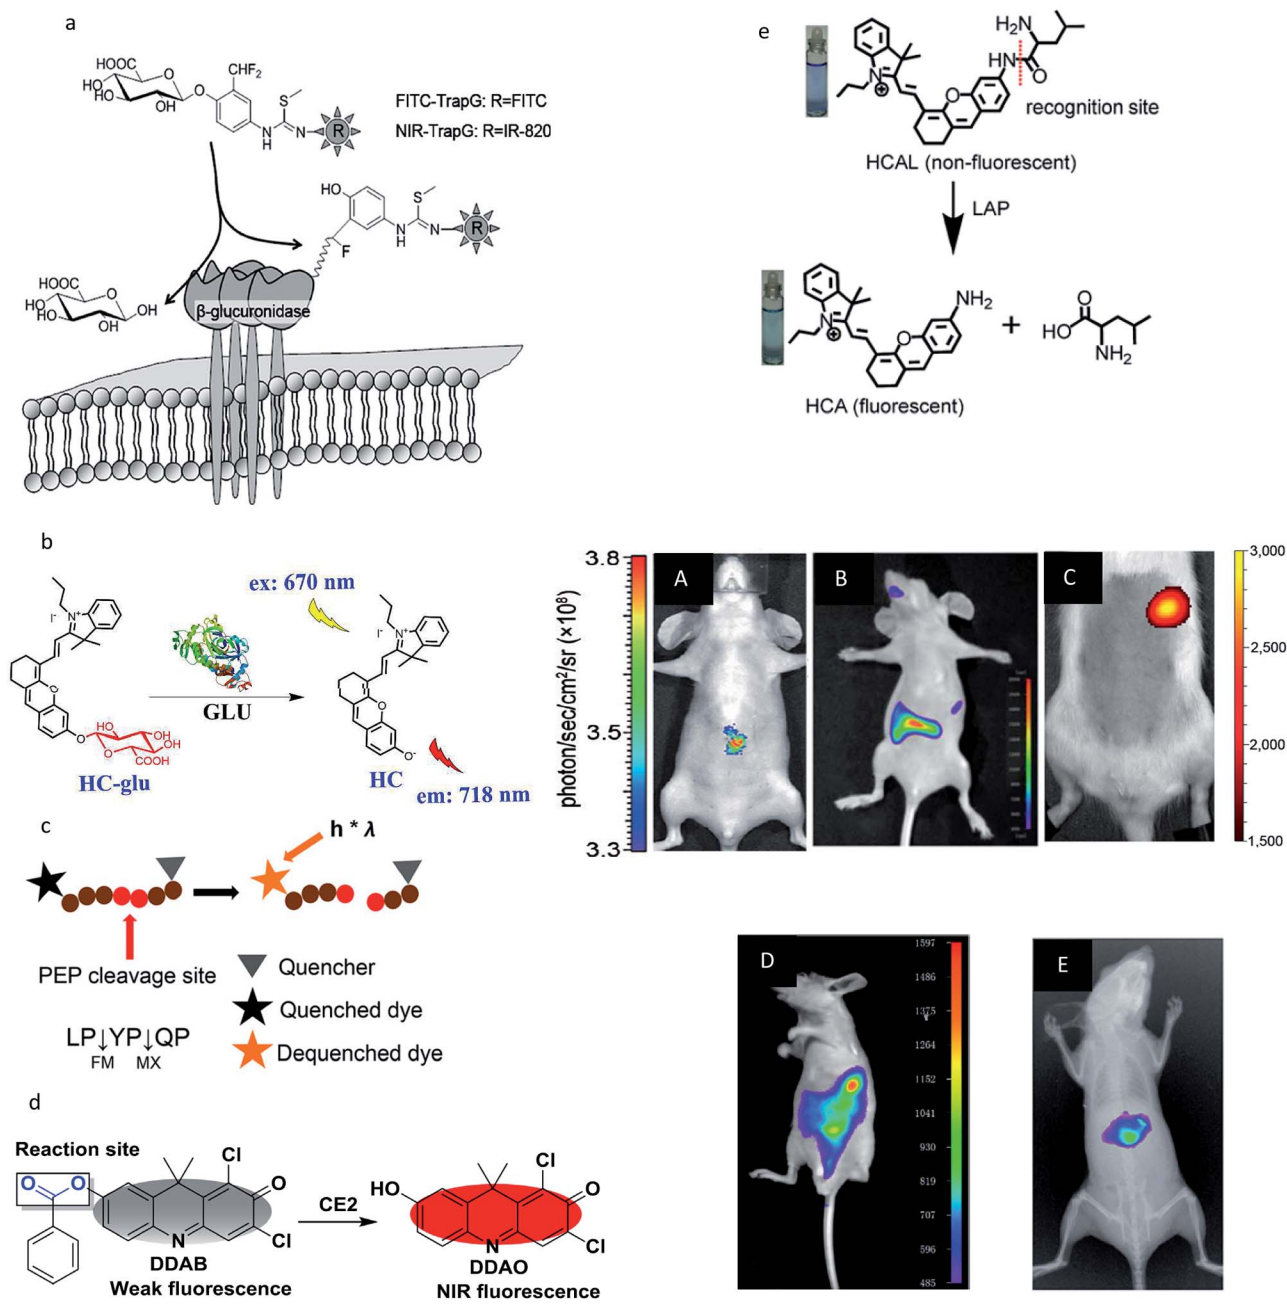 a
HOOC
HO
HO
OH
O
O
CHF₂
S
N
H
N
R
FITC-TrapG: R=FITC
NIR-TrapG: R=IR-820
HO
S
N
H
N
R
F
HOOC
HO
HO
O
OH
OH
β-glucuronidase
e
H₂N
HN
O
N
⊕
O
recognition site
HCAL (non-fluorescent)
LAP
N
⊕
O
NH₂
+
O
HO
NH₂
HCA (fluorescent)
b
I⁻
N⁺
O
O
HO
OH
OH
O
COOH
HC-glu
GLU
ex: 670 nm
I⁻
N⁺
O
O⁻
HC
em: 718 nm
photon/sec/cm²/sr (×10⁸)
3.8
3.5
3.3
A
B
C
3,000
2,500
2,000
1,500
c
h * λ
PEP cleavage site
LP↓YP↓QP
FM MX
Quencher
Quenched dye
Dequenched dye
D
1597
1486
1375
1264
1152
1041
930
819
707
596
485
E
d
Reaction site
O
O
N
Cl
O
Cl
DDAB
Weak fluorescence
CE2
HO
N
Cl
O
Cl
DDAO
NIR fluorescence